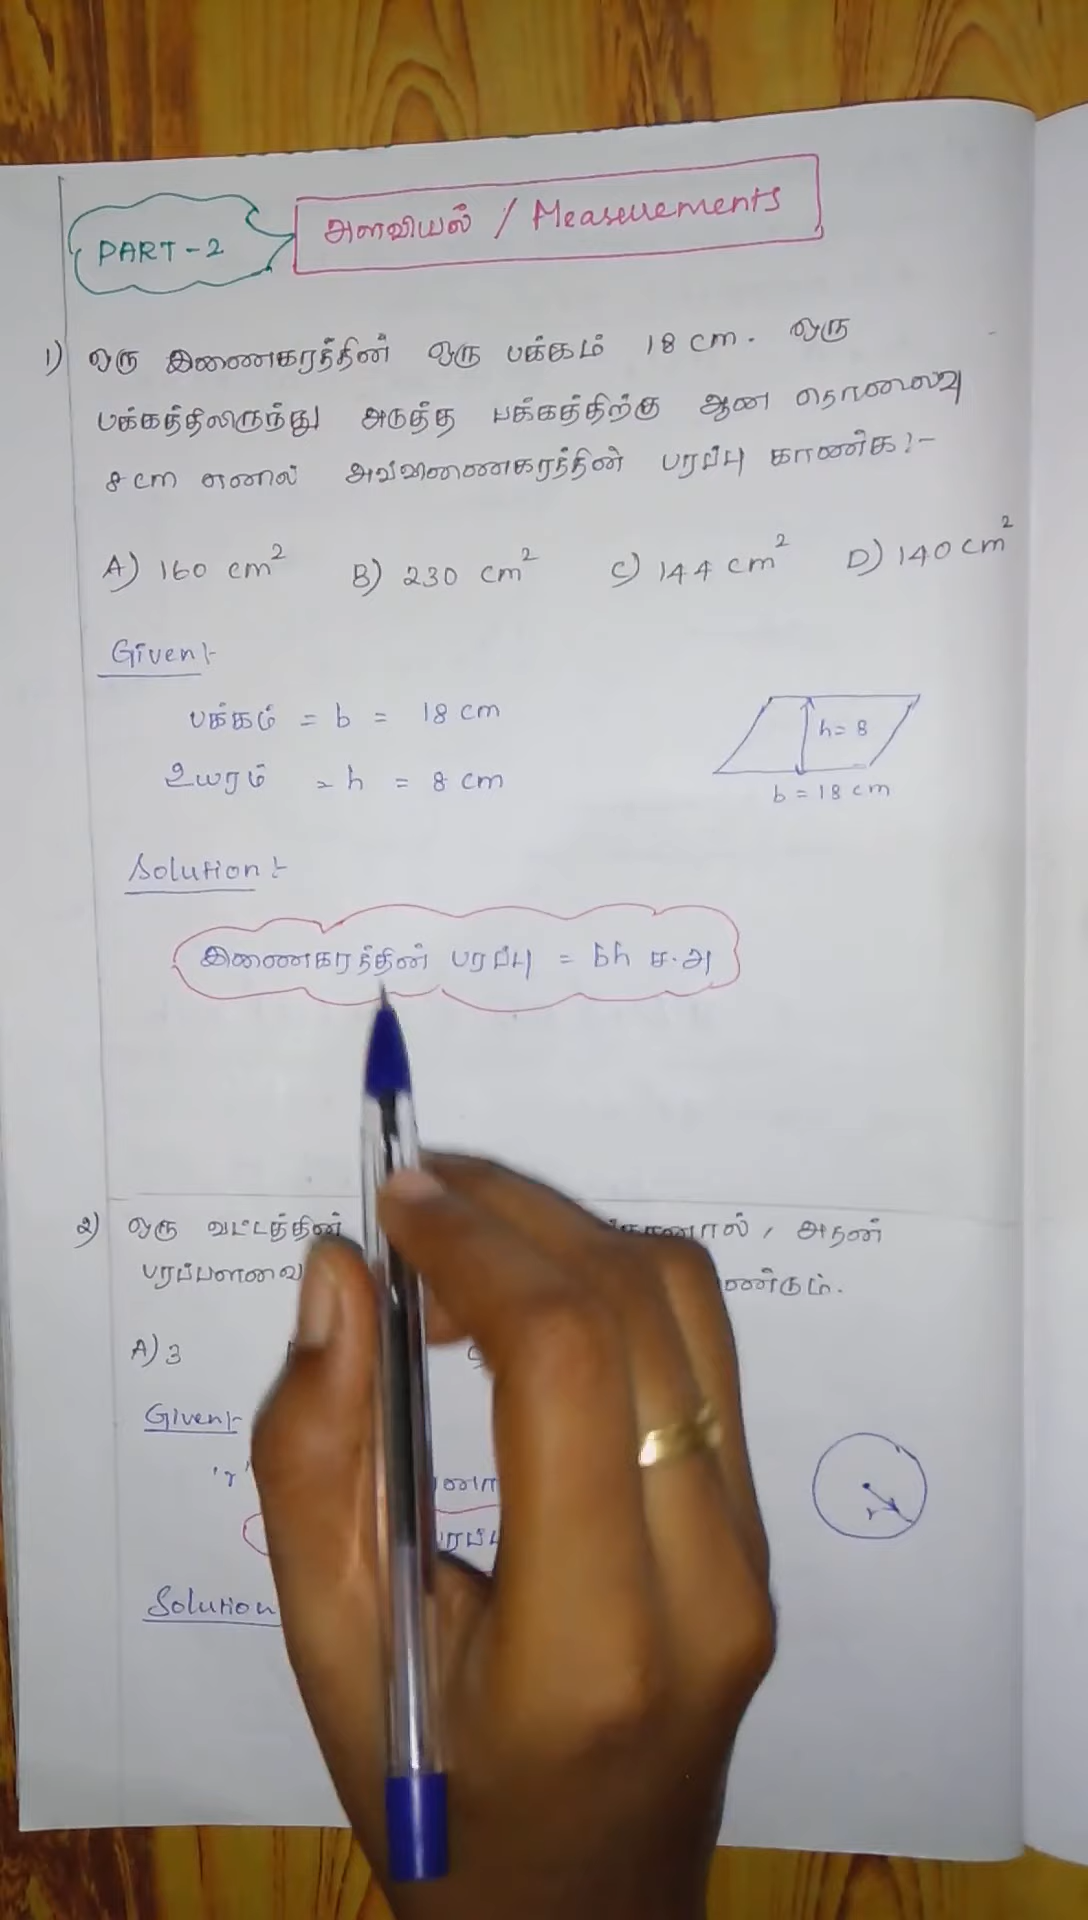 PART-2
அளவியல் / Measurements
1) ஒரு இணைகரத்தின் ஒரு பக்கம் 18 cm. ஒரு
பக்கத்திலிருந்து அடுத்த பக்கத்திற்கு ஆன தொலைவு
8 cm எனில் அவ்விணைகரத்தின் பரப்பு காண்க:-
A) 160 cm² B) 230 cm² C) 144 cm² D) 140 cm²
Given:-
பக்கம் = b = 18 cm
உயரம் = h = 8 cm
h = 8
b = 18 cm
Solution:-
இணைகரத்தின் பரப்பு = bh ச.அ
2) ஒரு வட்டத்தின் அதன்
பரப்பளவை
A) 3
Given:-
'r'
r
Solution